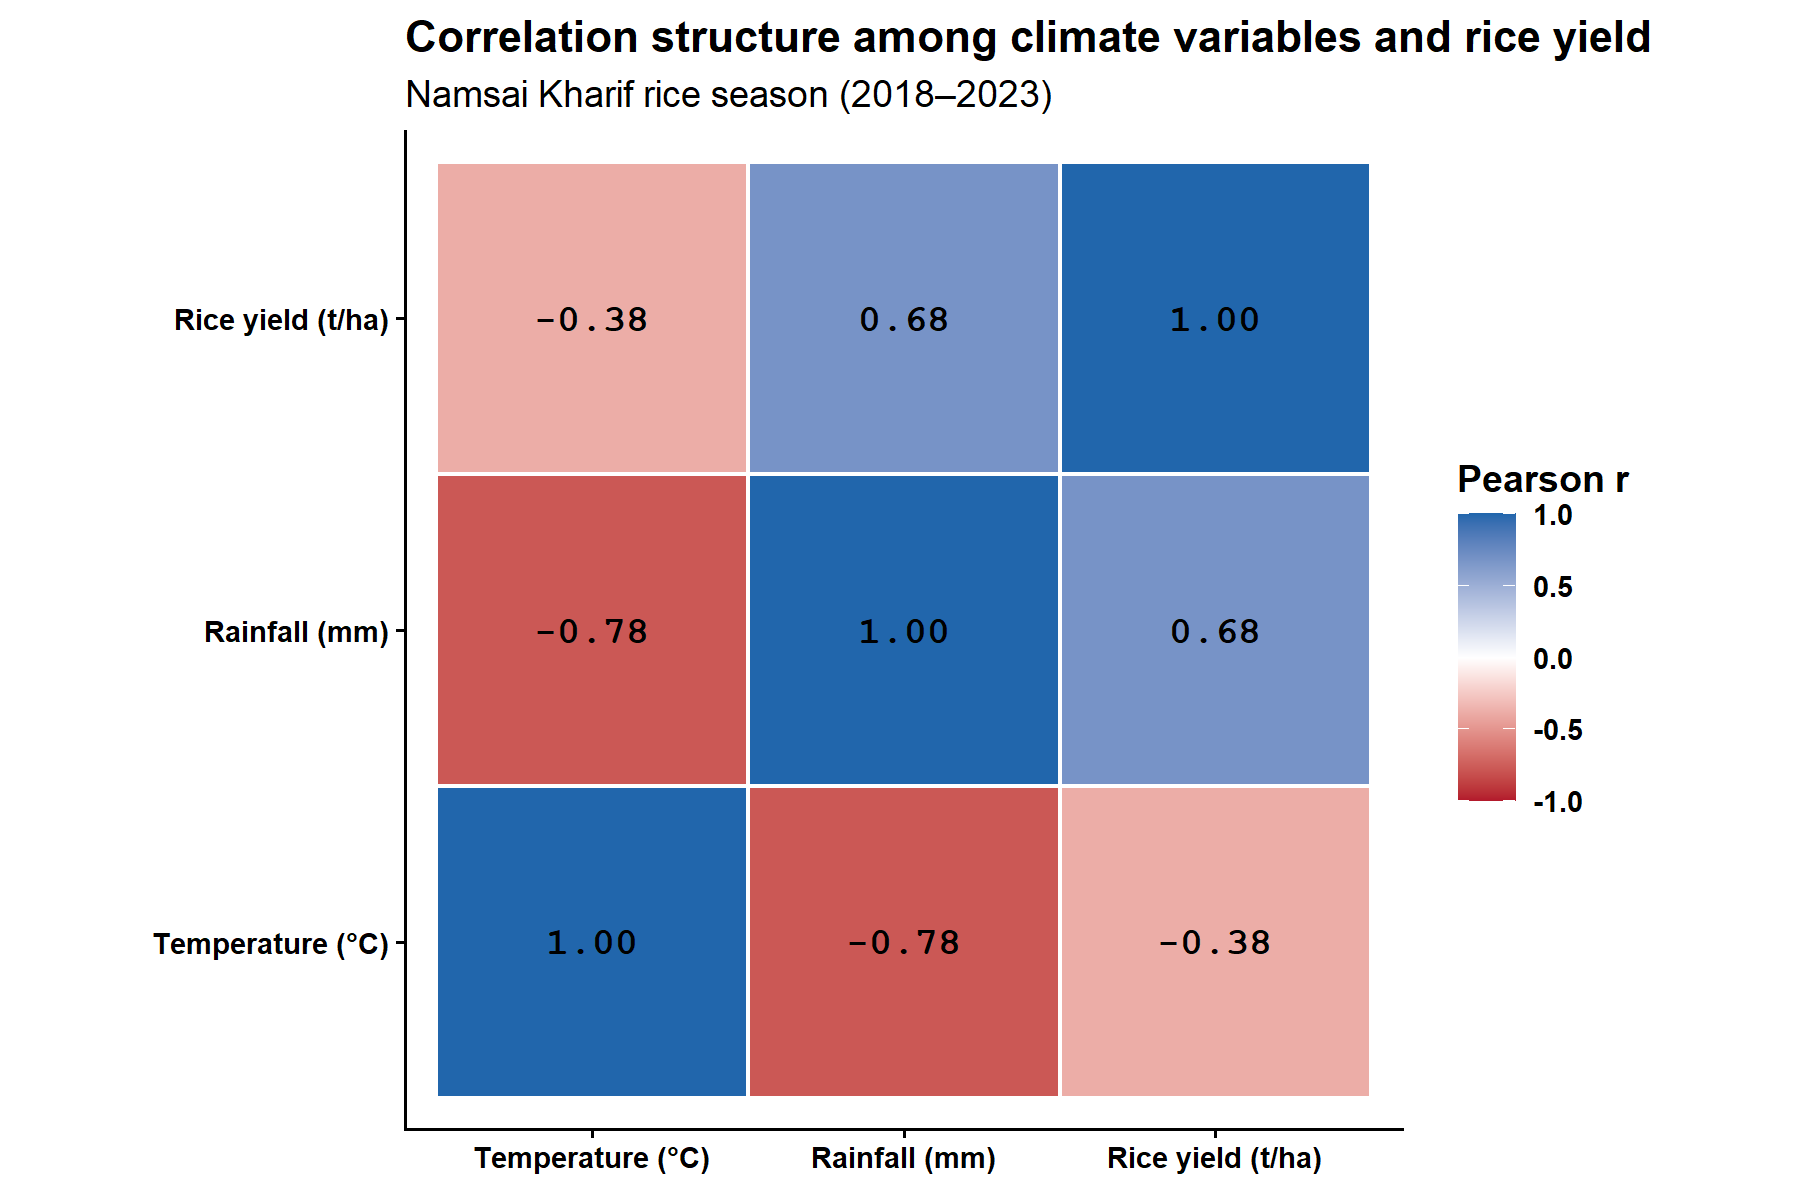 Correlation structure among climate variables and rice yield
Namsai Kharif rice season (2018–2023)
Rice yield (t/ha)
-0.38 0.68 1.00
Rainfall (mm)
-0.78 1.00 0.68
Temperature (°C)
1.00 -0.78 -0.38
Temperature (°C) Rainfall (mm) Rice yield (t/ha)
Pearson r
1.0
0.5
0.0
-0.5
-1.0